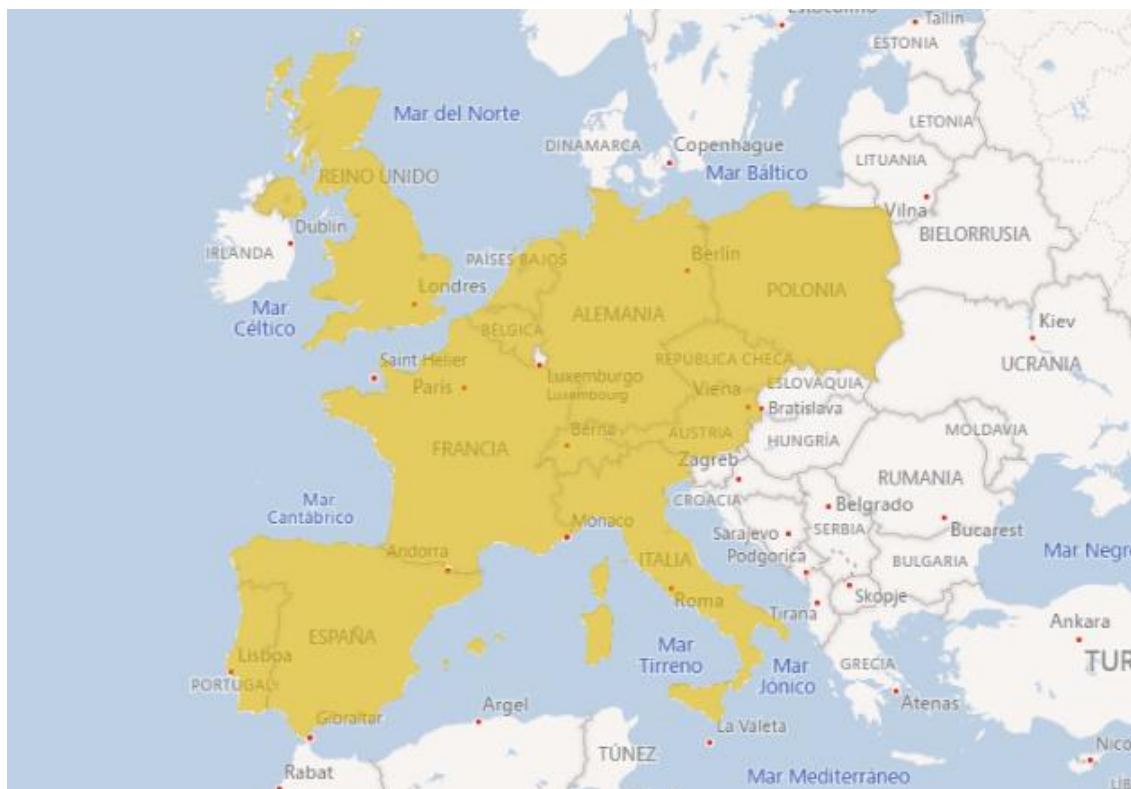 Tallin
ESTONIA
Mar del Norte
LETONIA
DINAMARCA
Copenhague
LITUANIA
Mar Báltico
REINO UNIDO
Vilna
Dublin
BIELORRUSIA
IRLANDA
PAÍSES BAJOS
Berlín
Londres
POLONIA
Mar
Céltico
ALEMANIA
Kiev
BÉLGICA
Saint Helier
REPÚBLICA CHECA
UCRANIA
París
Luxemburgo
Luxembourg
Viena
ESLOVAQUIA
Bratislava
Berna
AUSTRIA
HUNGRÍA
MOLDAVIA
FRANCIA
Zagreb
RUMANIA
CROACIA
Mar
Cantábrico
Belgrado
Mónaco
Sarajevo
SERBIA
Bucarest
Andorra
ITALIA
Podgorica
BULGARIA
Mar Negro
Roma
Skopje
Tirana
ESPAÑA
Ankara
Lisboa
Mar
Tirreno
Mar
Jónico
GRECIA
TUR
PORTUGAL
Argel
Atenas
Gibraltar
La Valeta
TÚNEZ
Nico
Rabat
Mar Mediterráneo